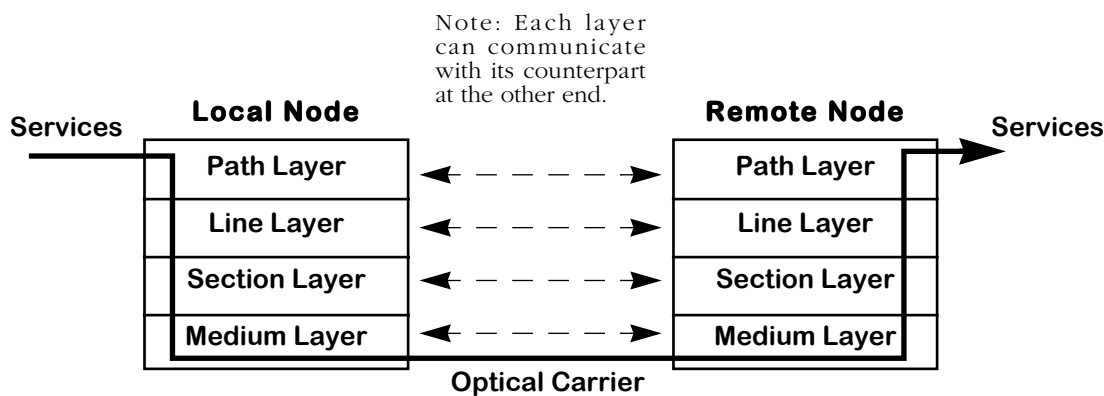 Note: Each layer
can communicate
with its counterpart
at the other end.
Local Node
Remote Node
Services
Services
Path Layer
Path Layer
Line Layer
Line Layer
Section Layer
Section Layer
Medium Layer
Medium Layer
Optical Carrier